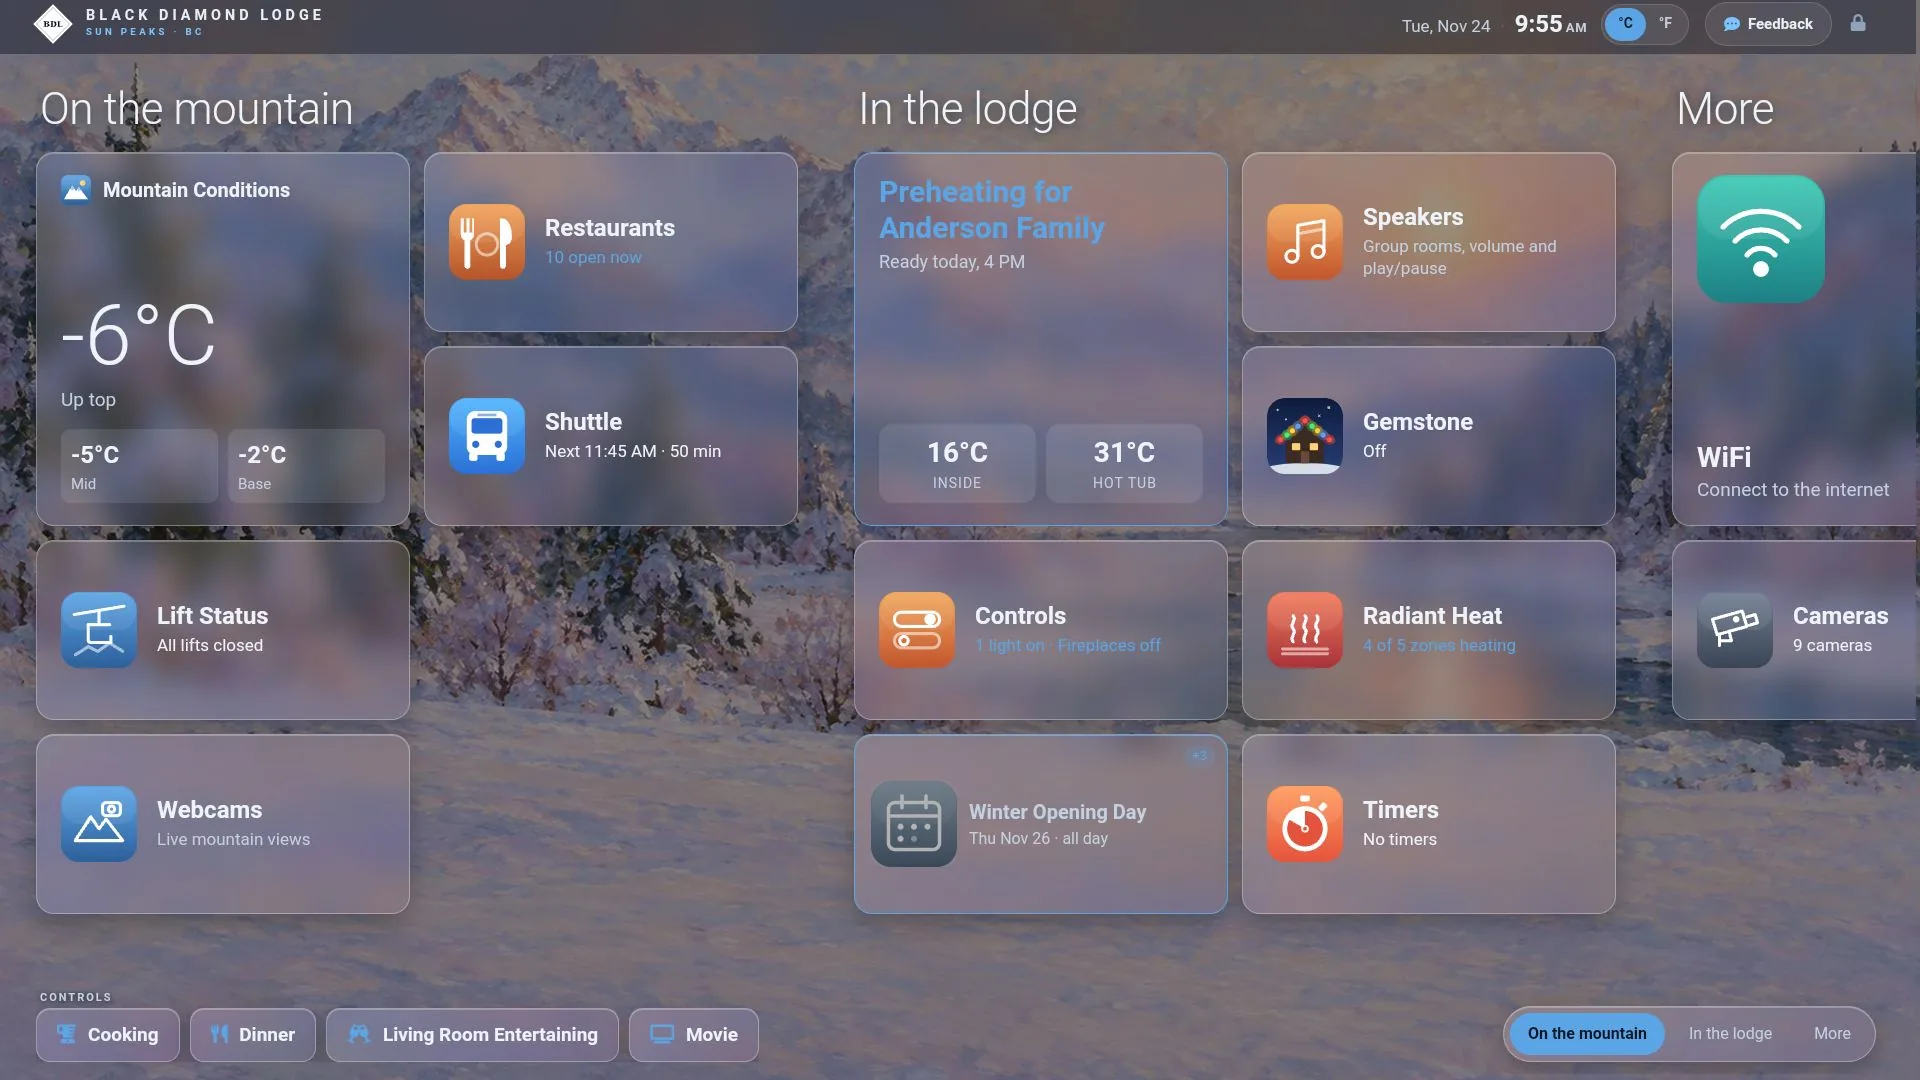 BDL
BLACK DIAMOND LODGE
SUN PEAKS · BC
Tue, Nov 24 · 9:55 AM
°C
°F
Feedback
On the mountain
Mountain Conditions
-6°C
Up top
-5°C
Mid
-2°C
Base
Restaurants
10 open now
Shuttle
Next 11:45 AM · 50 min
Lift Status
All lifts closed
Webcams
Live mountain views
In the lodge
Preheating for
Anderson Family
Ready today, 4 PM
16°C
INSIDE
31°C
HOT TUB
Speakers
Group rooms, volume and
play/pause
Gemstone
Off
Controls
1 light on · Fireplaces off
Radiant Heat
4 of 5 zones heating
+3
Winter Opening Day
Thu Nov 26 · all day
Timers
No timers
More
WiFi
Connect to the internet
Cameras
9 cameras
CONTROLS
Cooking
Dinner
Living Room Entertaining
Movie
On the mountain
In the lodge
More